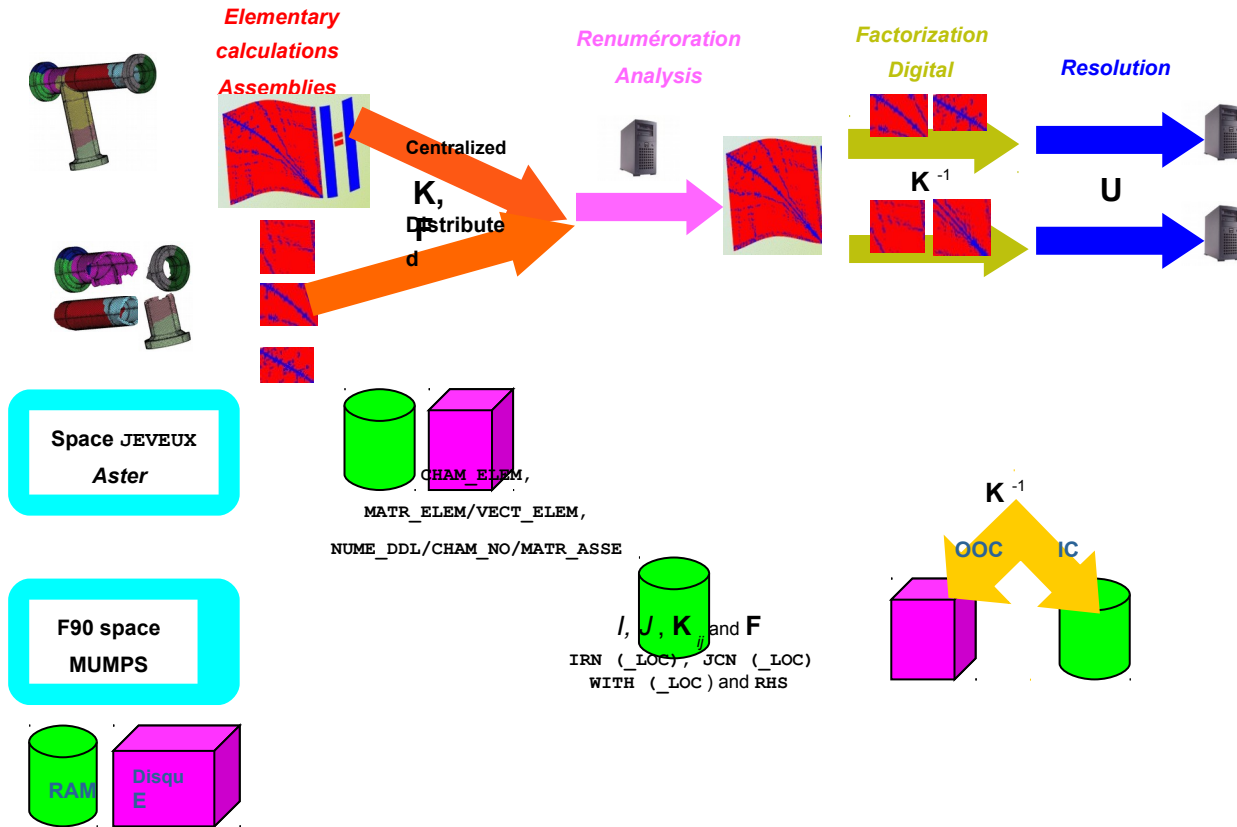 Elementary
calculations
Assemblies
Renuméroration
Analysis
Factorization
Digital
Resolution
Centralized
K,
F
Distribute
d
K -1
U
Space JEVEUX
Aster
CHAM_ELEM,
MATR_ELEM/VECT_ELEM,
NUME_DDL/CHAM_NO/MATR_ASSE
K -1
OOC IC
F90 space
MUMPS
I, J , K ij and F
IRN (_LOC), JCN (_LOC)
WITH (_LOC ) and RHS
RAM
Disqu
E